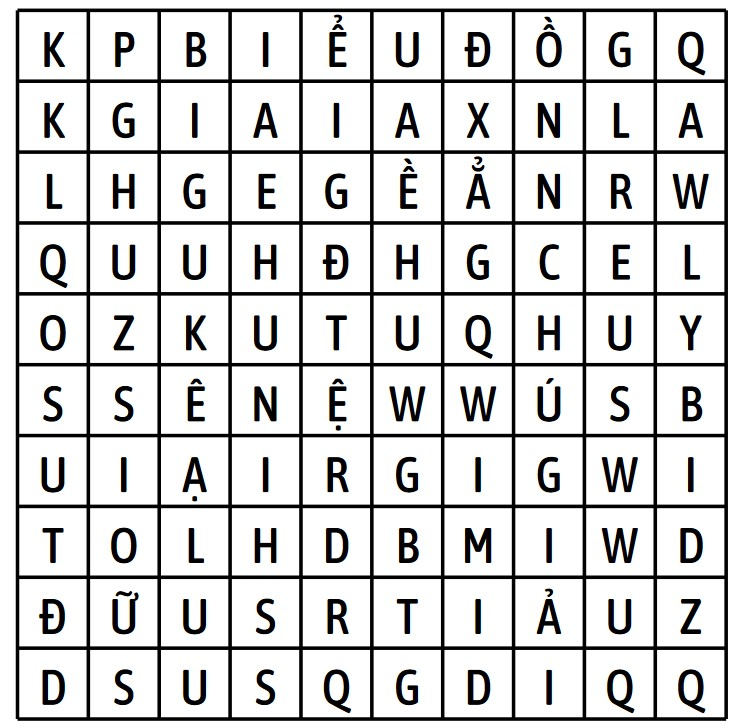 K P B I Ể U Đ Ồ G Q
K G I A I A X N L A
L H G E G Ề Ẳ N R W
Q U U H Đ H G C E L
O Z K U T U Q H U Y
S S Ê N Ệ W W Ú S B
U I Ạ I R G I G W I
T O L H D B M I W D
Đ Ữ U S R T I Ả U Z
D S U S Q G D I Q Q